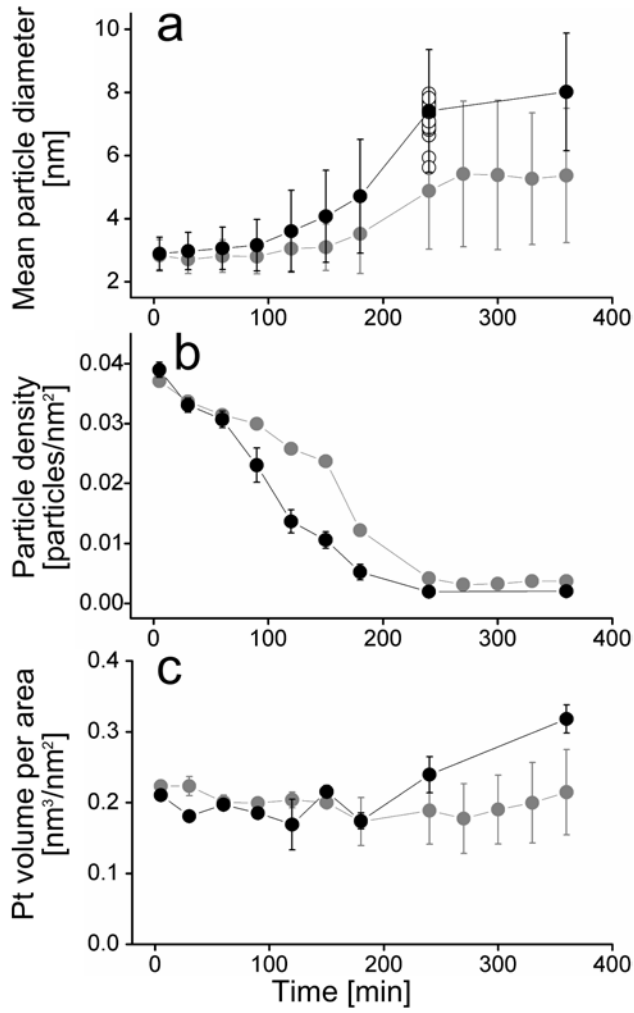 a
Mean particle diameter
[nm]
10
8
6
4
2
0 100 200 300 400
b
Particle density
[particles/nm²]
0.04
0.03
0.02
0.01
0.00
0 100 200 300 400
c
Pt volume per area
[nm³/nm²]
0.4
0.3
0.2
0.1
0.0
0 100 200 300 400
Time [min]